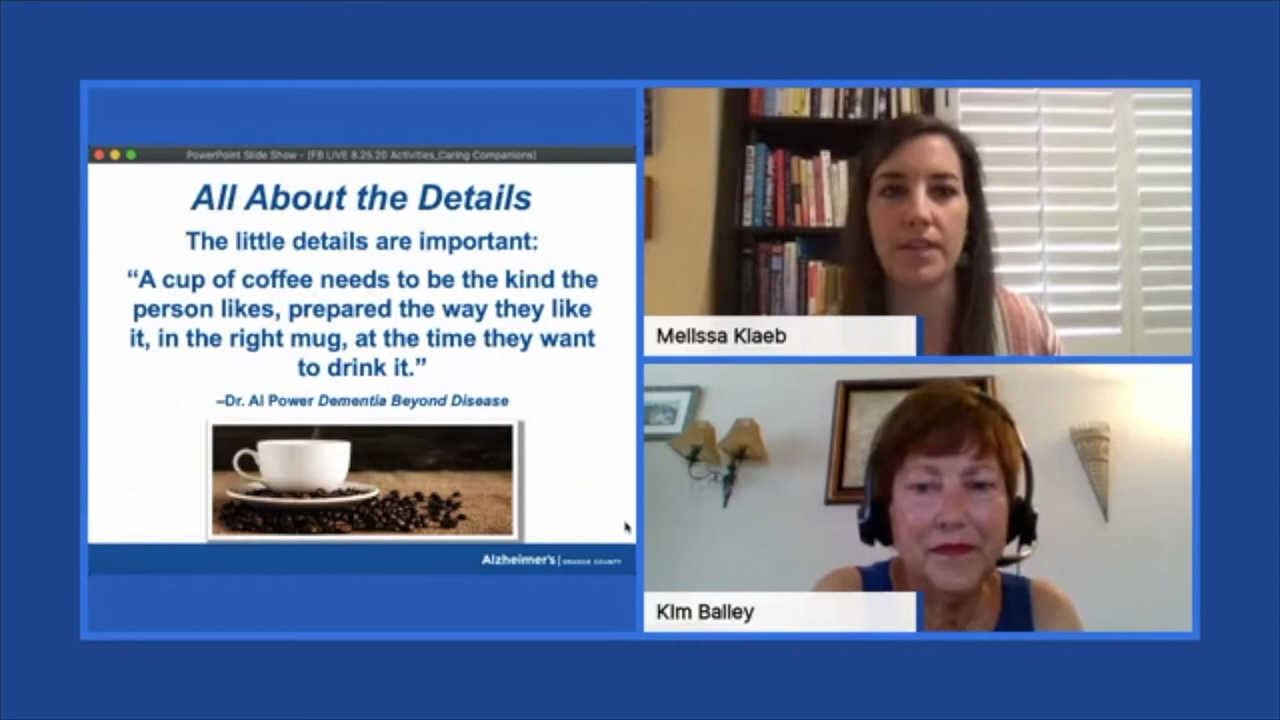 PowerPoint Slide Show - [FB LIVE 8.25.20 Activities_Caring Companions]
All About the Details
The little details are important:
“A cup of coffee needs to be the kind the
person likes, prepared the way they like
it, in the right mug, at the time they want
to drink it.”
–Dr. Al Power Dementia Beyond Disease
Alzheimer's | ORANGE COUNTY
Melissa Klaeb
Kim Bailey